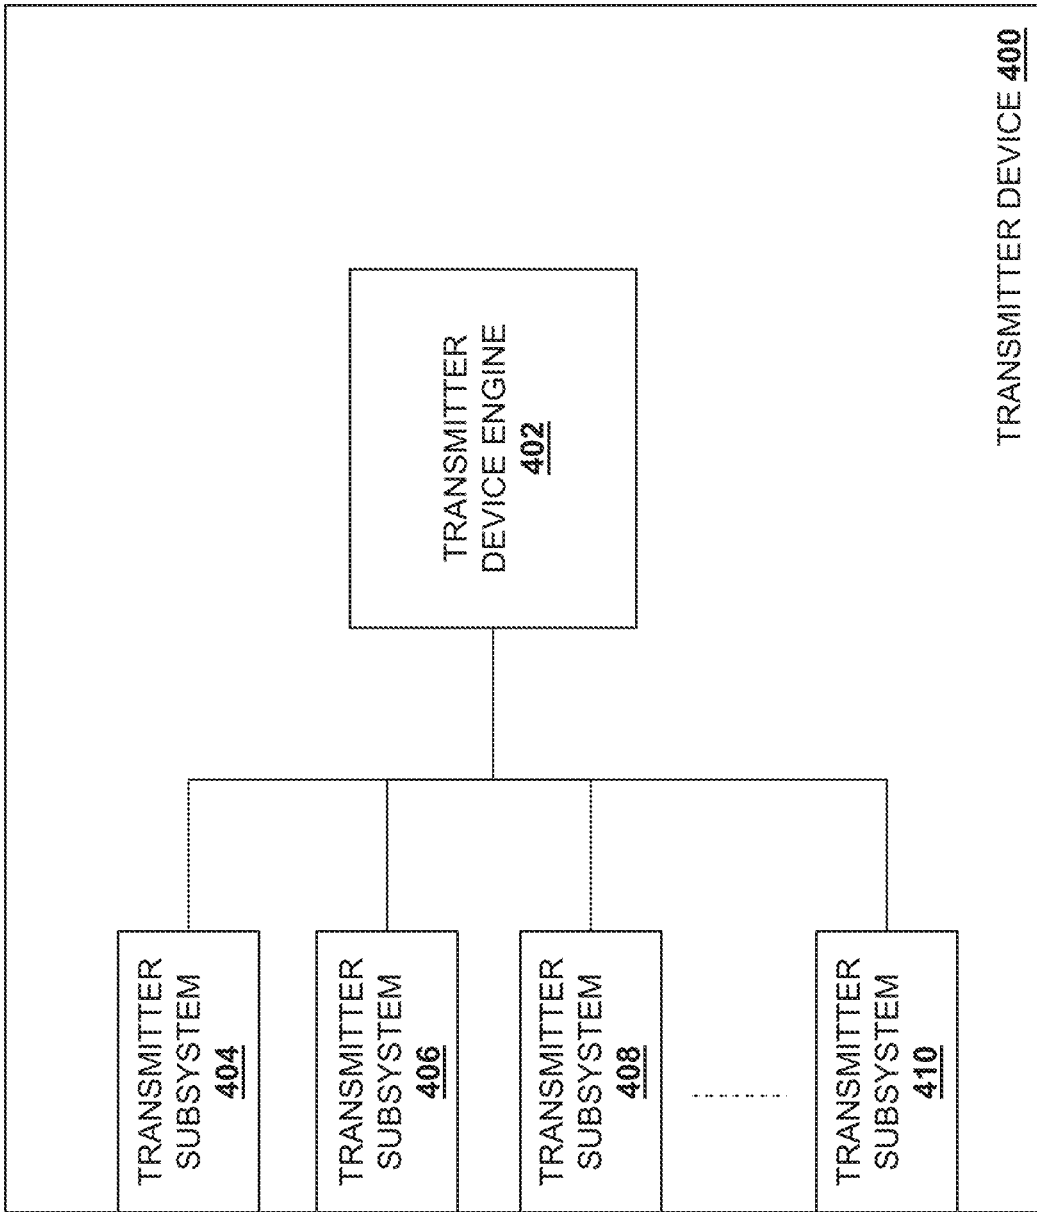 TRANSMITTER
SUBSYSTEM
404
TRANSMITTER
SUBSYSTEM
406
TRANSMITTER
SUBSYSTEM
408
TRANSMITTER
SUBSYSTEM
410
TRANSMITTER
DEVICE ENGINE
402
TRANSMITTER DEVICE 400